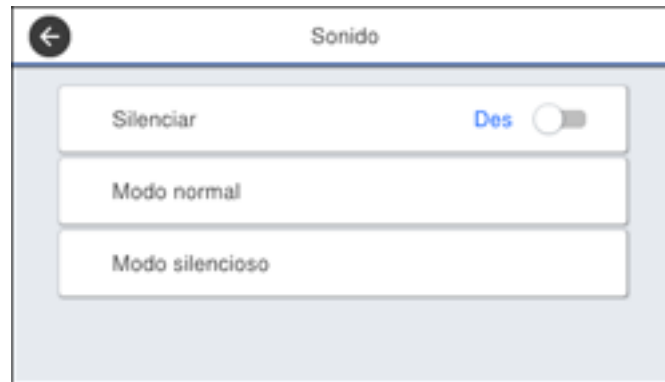 Sonido
Silenciar Des
Modo normal
Modo silencioso